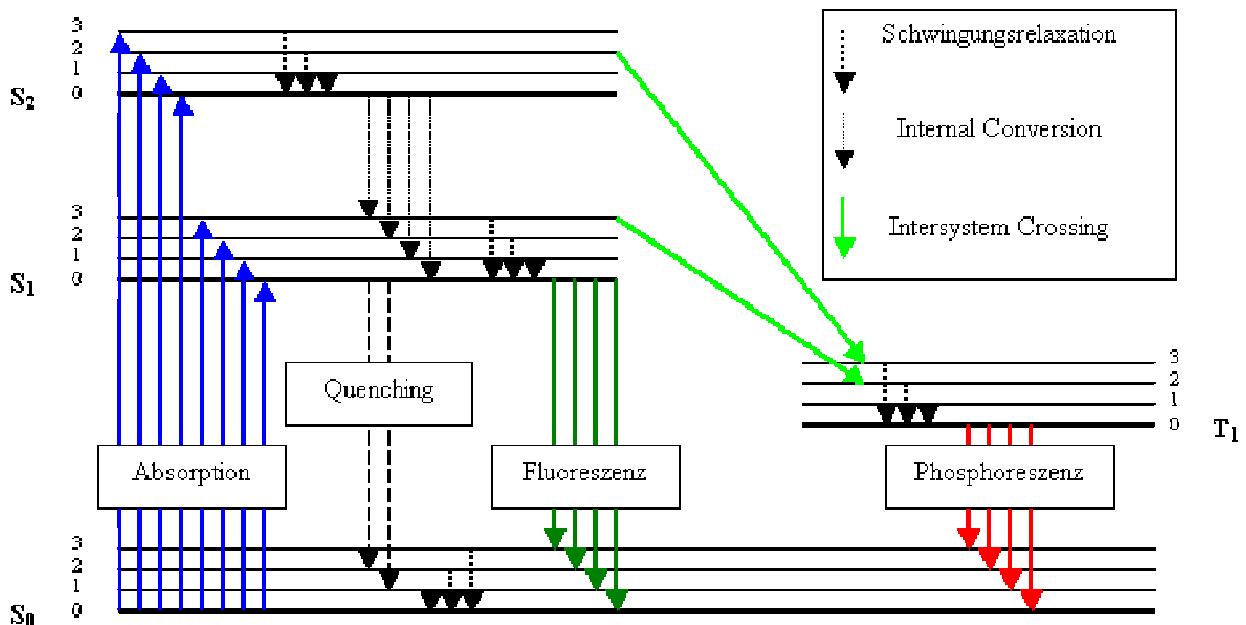 3
2
1
0
S2
3
2
1
0
S1
3
2
1
0
S0
Absorption
Quenching
Fluoreszenz
Phosphoreszenz
3
2
1
0
T1
Schwingungsrelaxation
Internal Conversion
Intersystem Crossing